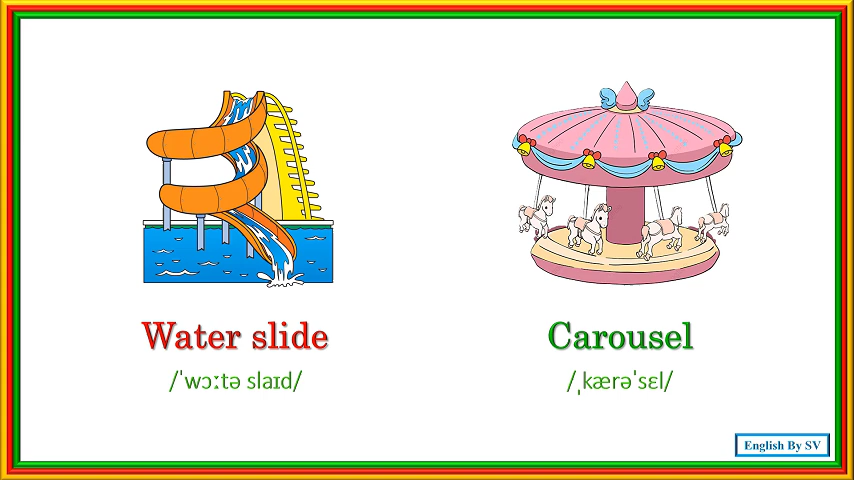 Water slide
/ˈwɔːtə slaɪd/
Carousel
/ˌkærəˈsɛl/
English By SV